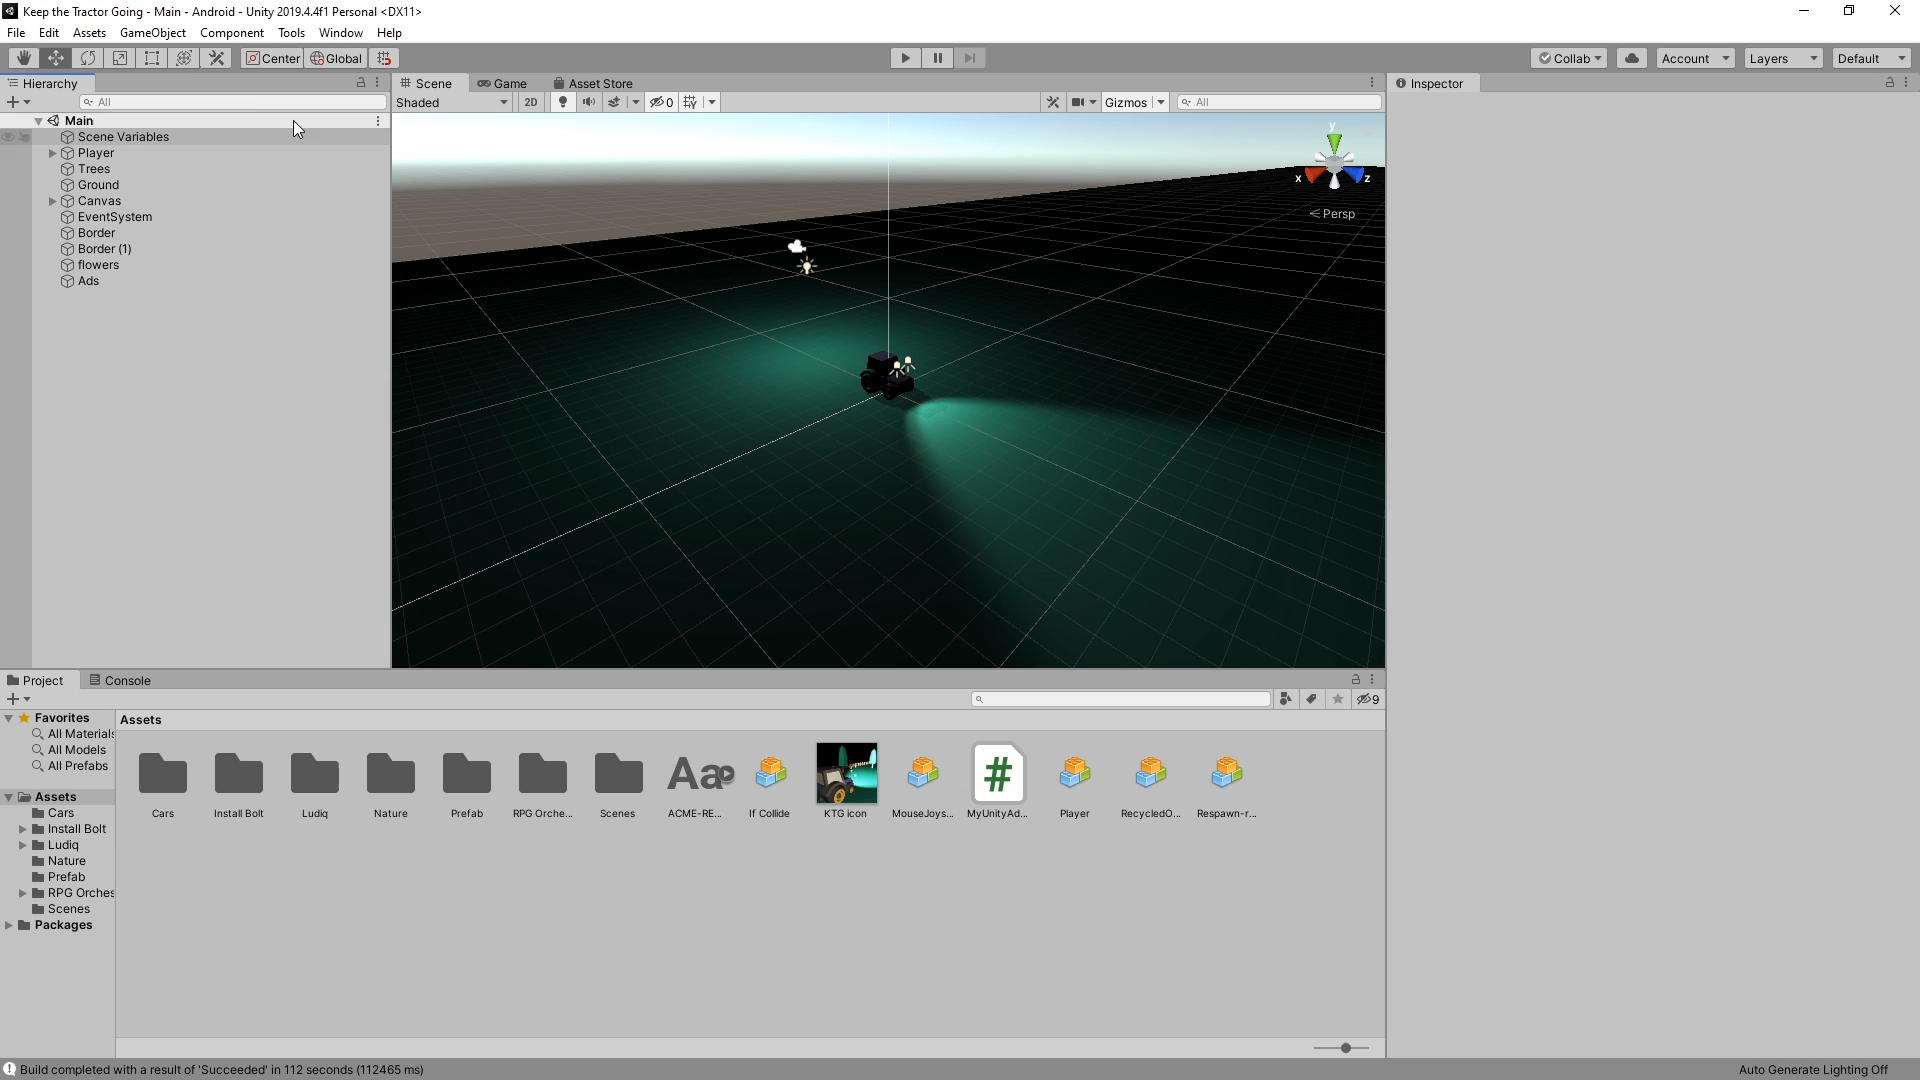 Keep the Tractor Going - Main - Android - Unity 2019.4.4f1 Personal <DX11>
File Edit Assets GameObject Component Tools Window Help
Center Global Collab Account Layers Default
Hierarchy
All
Main
Scene Variables
Player
Trees
Ground
Canvas
EventSystem
Border
Border (1)
flowers
Ads
Scene Game Asset Store
Shaded 2D 0 Gizmos All
y
x z
Persp
Inspector
Project Console
9
Favorites
All Materials
All Models
All Prefabs
Assets
Cars
Install Bolt
Ludiq
Nature
Prefab
RPG Orches
Scenes
Packages
Assets
Aa #
Cars Install Bolt Ludiq Nature Prefab RPG Orche... Scenes ACME-RE... If Collide KTG icon MouseJoys... MyUnityAd... Player RecycledO... Respawn-r...
Build completed with a result of 'Succeeded' in 112 seconds (112465 ms)
Auto Generate Lighting Off